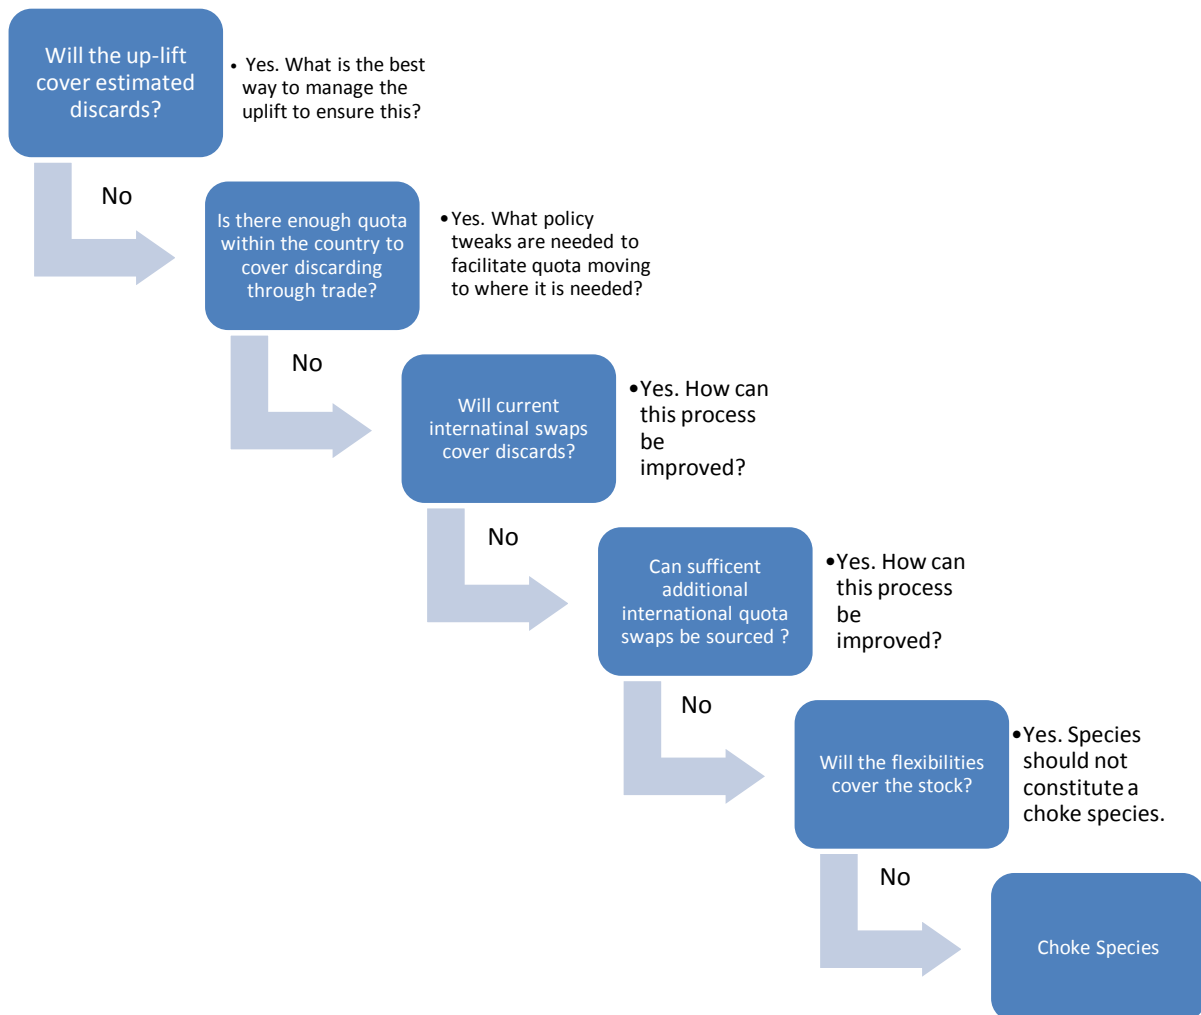 Will the up-lift
cover estimated
discards?
• Yes. What is the best
way to manage the
uplift to ensure this?
No
Is there enough quota
within the country to
cover discarding
through trade?
•Yes. What policy
tweaks are needed to
facilitate quota moving
to where it is needed?
No
Will current
internatinal swaps
cover discards?
•Yes. How can
this process
be
improved?
No
Can sufficent
additional
international quota
swaps be sourced ?
•Yes. How can
this process
be
improved?
No
Will the flexibilities
cover the stock?
•Yes. Species
should not
constitute a
choke species.
No
Choke Species